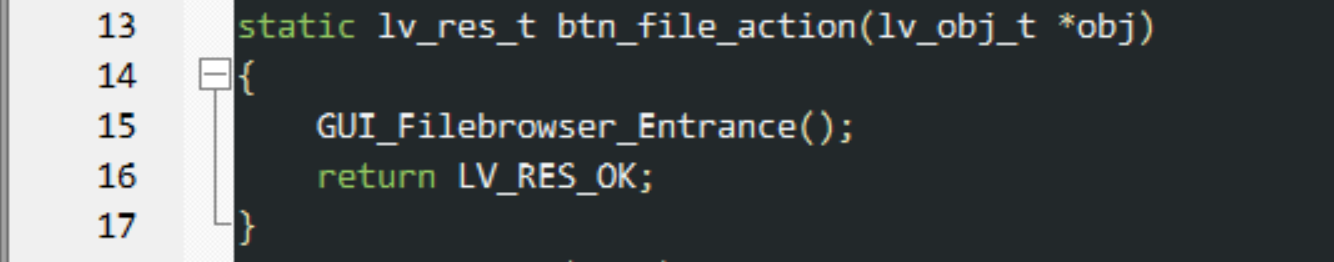 13 static lv_res_t btn_file_action(lv_obj_t *obj)
14 {
15     GUI_Filebrowser_Entrance();
16     return LV_RES_OK;
17 }